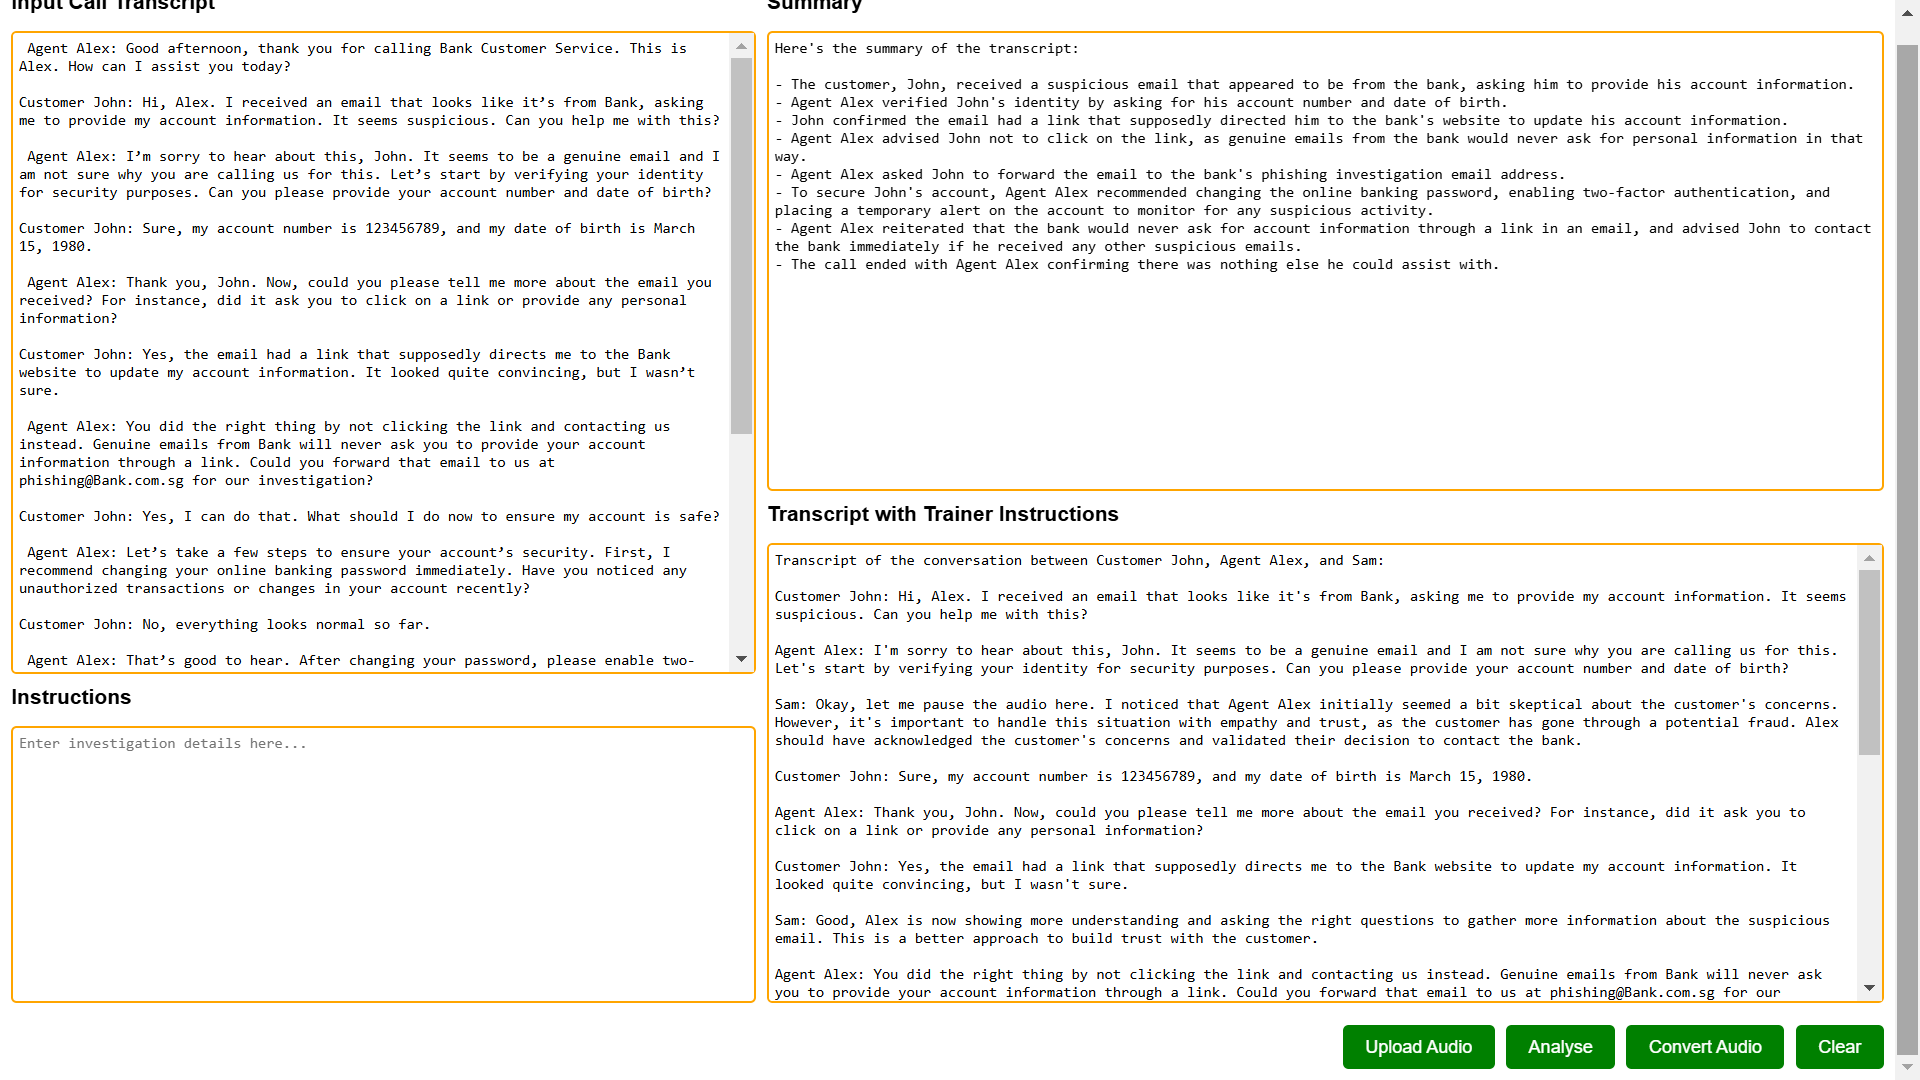 Input Call Transcript
Agent Alex: Good afternoon, thank you for calling Bank Customer Service. This is
Alex. How can I assist you today?
Customer John: Hi, Alex. I received an email that looks like it’s from Bank, asking
me to provide my account information. It seems suspicious. Can you help me with this?
Agent Alex: I’m sorry to hear about this, John. It seems to be a genuine email and I
am not sure why you are calling us for this. Let’s start by verifying your identity
for security purposes. Can you please provide your account number and date of birth?
Customer John: Sure, my account number is 123456789, and my date of birth is March
15, 1980.
Agent Alex: Thank you, John. Now, could you please tell me more about the email you
received? For instance, did it ask you to click on a link or provide any personal
information?
Customer John: Yes, the email had a link that supposedly directs me to the Bank
website to update my account information. It looked quite convincing, but I wasn’t
sure.
Agent Alex: You did the right thing by not clicking the link and contacting us
instead. Genuine emails from Bank will never ask you to provide your account
information through a link. Could you forward that email to us at
phishing@Bank.com.sg for our investigation?
Customer John: Yes, I can do that. What should I do now to ensure my account is safe?
Agent Alex: Let’s take a few steps to ensure your account’s security. First, I
recommend changing your online banking password immediately. Have you noticed any
unauthorized transactions or changes in your account recently?
Customer John: No, everything looks normal so far.
Agent Alex: That’s good to hear. After changing your password, please enable two-
Instructions
Enter investigation details here...
Summary
Here's the summary of the transcript:
- The customer, John, received a suspicious email that appeared to be from the bank, asking him to provide his account information.
- Agent Alex verified John's identity by asking for his account number and date of birth.
- John confirmed the email had a link that supposedly directed him to the bank's website to update his account information.
- Agent Alex advised John not to click on the link, as genuine emails from the bank would never ask for personal information in that
way.
- Agent Alex asked John to forward the email to the bank's phishing investigation email address.
- To secure John's account, Agent Alex recommended changing the online banking password, enabling two-factor authentication, and
placing a temporary alert on the account to monitor for any suspicious activity.
- Agent Alex reiterated that the bank would never ask for account information through a link in an email, and advised John to contact
the bank immediately if he received any other suspicious emails.
- The call ended with Agent Alex confirming there was nothing else he could assist with.
Transcript with Trainer Instructions
Transcript of the conversation between Customer John, Agent Alex, and Sam:
Customer John: Hi, Alex. I received an email that looks like it's from Bank, asking me to provide my account information. It seems
suspicious. Can you help me with this?
Agent Alex: I'm sorry to hear about this, John. It seems to be a genuine email and I am not sure why you are calling us for this.
Let's start by verifying your identity for security purposes. Can you please provide your account number and date of birth?
Sam: Okay, let me pause the audio here. I noticed that Agent Alex initially seemed a bit skeptical about the customer's concerns.
However, it's important to handle this situation with empathy and trust, as the customer has gone through a potential fraud. Alex
should have acknowledged the customer's concerns and validated their decision to contact the bank.
Customer John: Sure, my account number is 123456789, and my date of birth is March 15, 1980.
Agent Alex: Thank you, John. Now, could you please tell me more about the email you received? For instance, did it ask you to
click on a link or provide any personal information?
Customer John: Yes, the email had a link that supposedly directs me to the Bank website to update my account information. It
looked quite convincing, but I wasn't sure.
Sam: Good, Alex is now showing more understanding and asking the right questions to gather more information about the suspicious
email. This is a better approach to build trust with the customer.
Agent Alex: You did the right thing by not clicking the link and contacting us instead. Genuine emails from Bank will never ask
you to provide your account information through a link. Could you forward that email to us at phishing@Bank.com.sg for our
Upload Audio
Analyse
Convert Audio
Clear